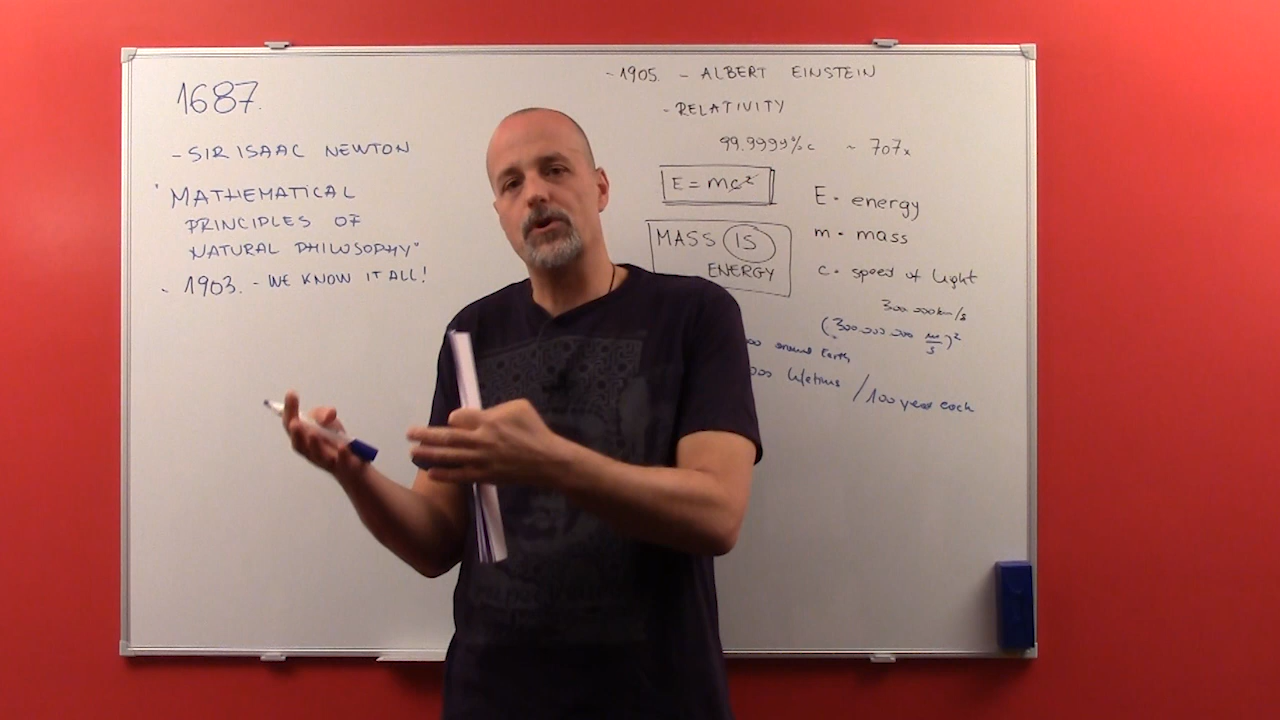 1687.
- SIR ISAAC NEWTON
"MATHEMATICAL
PRINCIPLES OF
NATURAL PHILOSOPHY"
- 1903. - WE KNOW IT ALL!
- 1905. - ALBERT EINSTEIN
- RELATIVITY
99.9999%c ~ 707x
E = mc²
MASS IS
ENERGY
E - energy
m - mass
c - speed of light
300 000 km/s
(300.000.000 m/s)²
around Earth
lifetimes / 100 years each